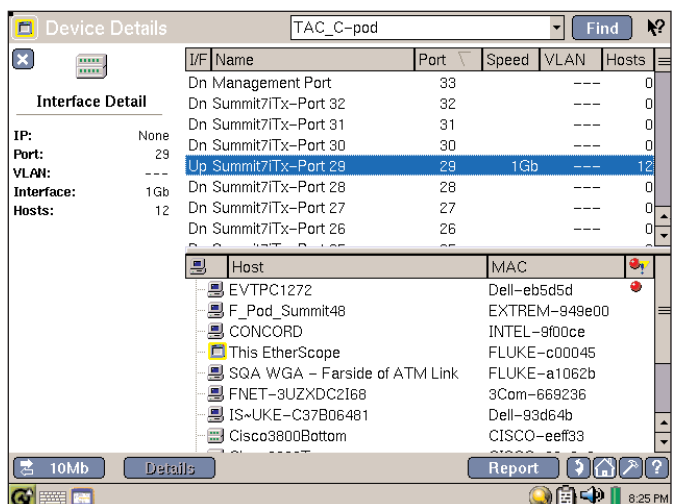 Device Details TAC_C-pod Find
Interface Detail
IP: None
Port: 29
VLAN: ---
Interface: 1Gb
Hosts: 12
I/F Name Port Speed VLAN Hosts
Dn Management Port 33 --- 0
Dn Summit7iTx-Port 32 32 --- 0
Dn Summit7iTx-Port 31 31 --- 0
Dn Summit7iTx-Port 30 30 --- 0
Up Summit7iTx-Port 29 29 1Gb --- 12
Dn Summit7iTx-Port 28 28 --- 0
Dn Summit7iTx-Port 27 27 --- 0
Dn Summit7iTx-Port 26 26 --- 0
Host MAC
EVTPC1272 Dell-eb5d5d
F_Pod_Summit48 EXTREM-949e00
CONCORD INTEL-9f00ce
This EtherScope FLUKE-c00045
SQA WGA - Farside of ATM Link FLUKE-a1062b
FNET-3UZXDC2I68 3Com-669236
IS~UKE-C37B06481 Dell-93d64b
Cisco3800Bottom CISCO-eeff33
10Mb Details Report ?
8:25 PM